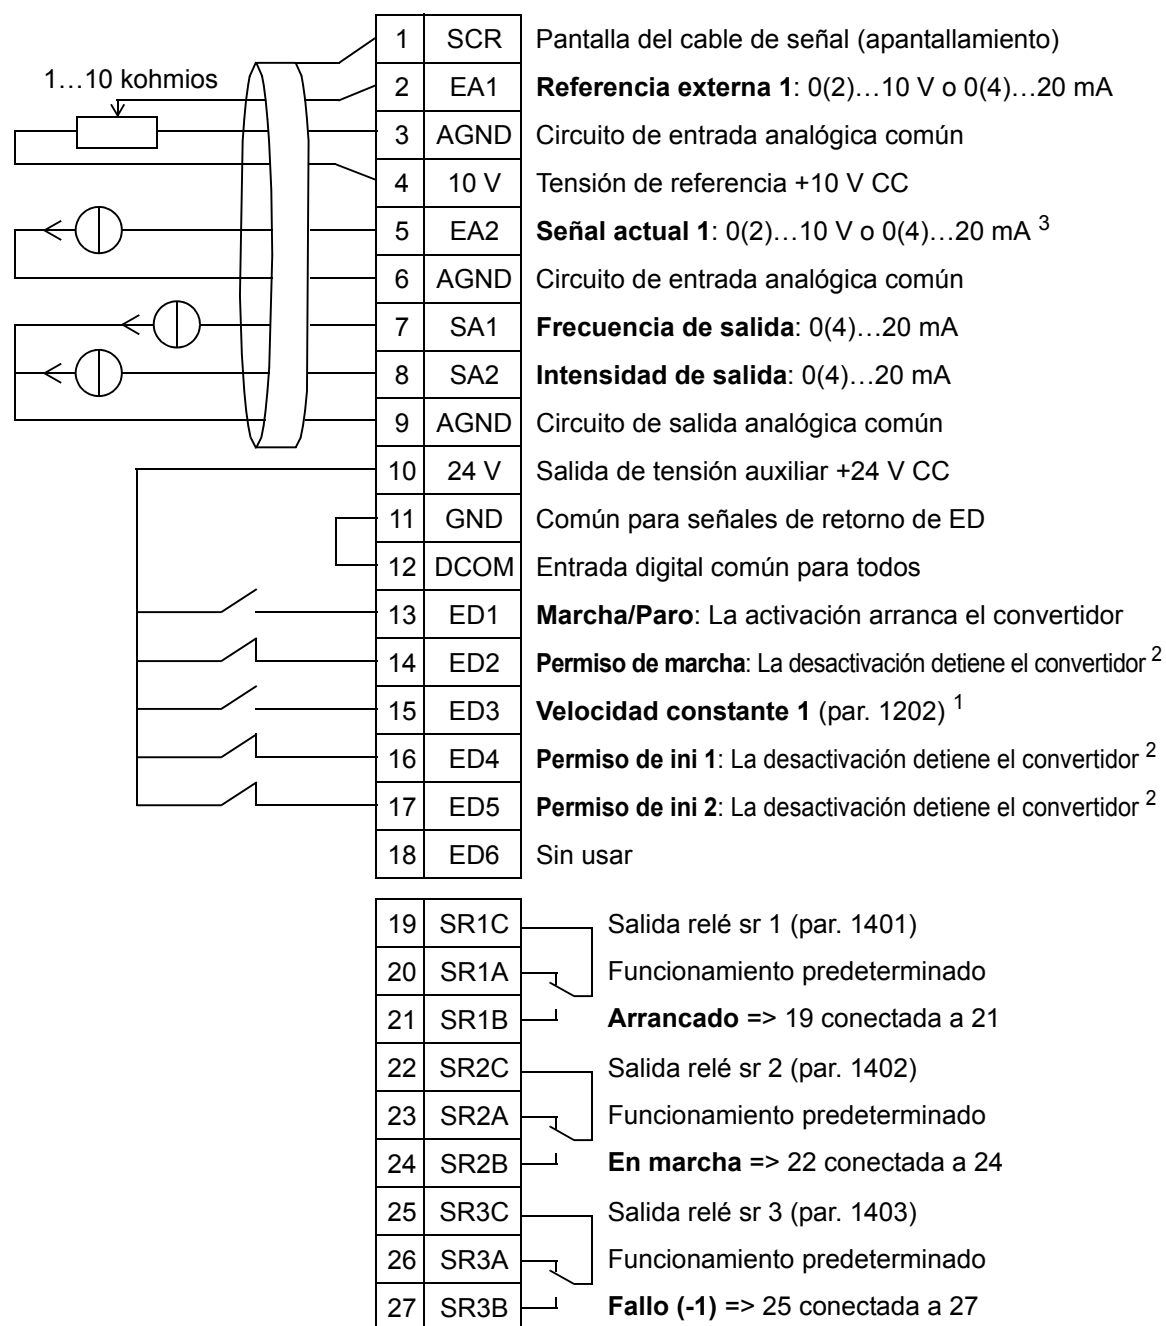 1…10 kohmios
1 SCR Pantalla del cable de señal (apantallamiento)
2 EA1 Referencia externa 1: 0(2)…10 V o 0(4)…20 mA
3 AGND Circuito de entrada analógica común
4 10 V Tensión de referencia +10 V CC
5 EA2 Señal actual 1: 0(2)…10 V o 0(4)…20 mA 3
6 AGND Circuito de entrada analógica común
7 SA1 Frecuencia de salida: 0(4)…20 mA
8 SA2 Intensidad de salida: 0(4)…20 mA
9 AGND Circuito de salida analógica común
10 24 V Salida de tensión auxiliar +24 V CC
11 GND Común para señales de retorno de ED
12 DCOM Entrada digital común para todos
13 ED1 Marcha/Paro: La activación arranca el convertidor
14 ED2 Permiso de marcha: La desactivación detiene el convertidor 2
15 ED3 Velocidad constante 1 (par. 1202) 1
16 ED4 Permiso de ini 1: La desactivación detiene el convertidor 2
17 ED5 Permiso de ini 2: La desactivación detiene el convertidor 2
18 ED6 Sin usar
19 SR1C Salida relé sr 1 (par. 1401)
20 SR1A Funcionamiento predeterminado
21 SR1B Arrancado => 19 conectada a 21
22 SR2C Salida relé sr 2 (par. 1402)
23 SR2A Funcionamiento predeterminado
24 SR2B En marcha => 22 conectada a 24
25 SR3C Salida relé sr 3 (par. 1403)
26 SR3A Funcionamiento predeterminado
27 SR3B Fallo (-1) => 25 conectada a 27